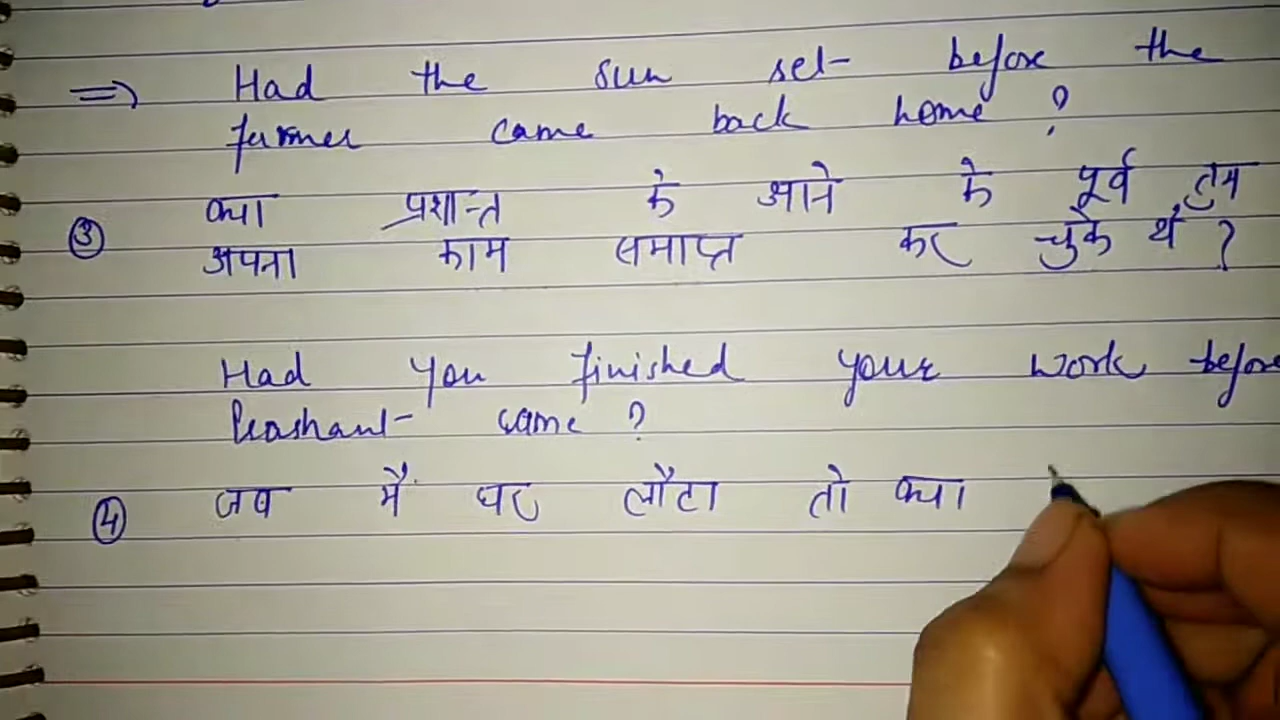 ⇒ Had the sun set before the
farmer came back home ?
③ क्या प्रशान्त के आने के पूर्व तुम
अपना काम समाप्त कर चुके थे ?
Had you finished your work before
Prashant came ?
④ जब मैं घर लौटा तो क्या